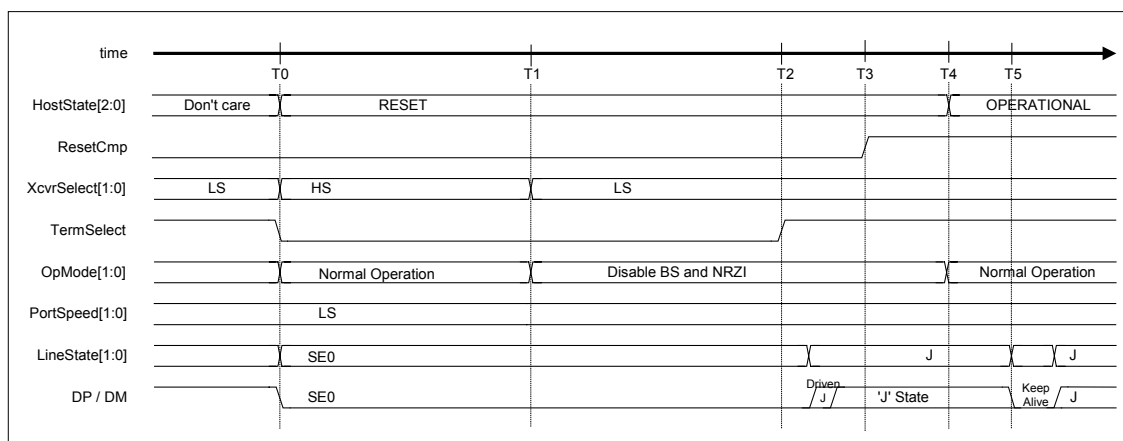 time
T0 T1 T2 T3 T4 T5
HostState[2:0] Don't care RESET OPERATIONAL
ResetCmp
XcvrSelect[1:0] LS HS LS
TermSelect
OpMode[1:0] Normal Operation Disable BS and NRZI Normal Operation
PortSpeed[1:0] LS
LineState[1:0] SE0 J J
DP / DM SE0 Driven J 'J' State Keep Alive J